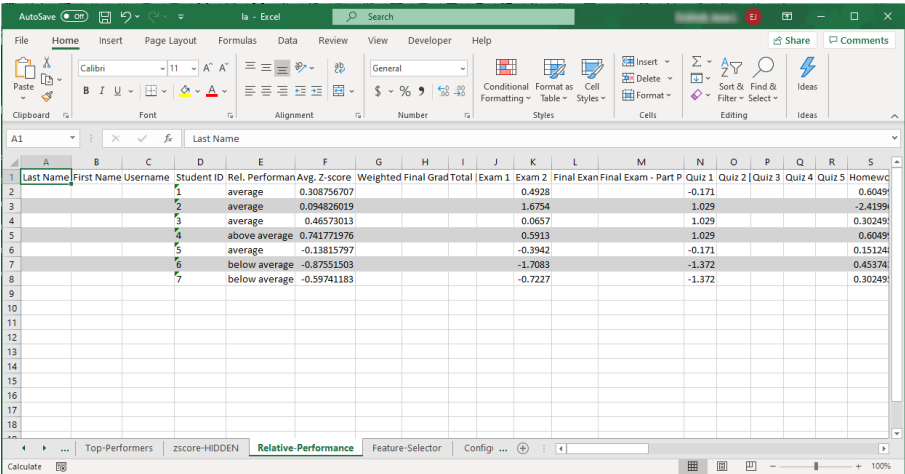 AutoSave Off la - Excel Search EJ
File Home Insert Page Layout Formulas Data Review View Developer Help Share Comments
Paste Calibri 11 A A ab General Conditional Formatting Format as Table Cell Styles Insert Delete Format Sort & Filter Find & Select Ideas
B I U A $ % 9
Clipboard Font Alignment Number Styles Cells Editing Ideas
A1 fx Last Name
A B C D E F G H I J K L M N O P Q R S
1 Last Name First Name Username Student ID Rel. Performan Avg. Z-score Weighted Final Grad Total | Exam 1 Exam 2 Final Exan Final Exam - Part P Quiz 1 Quiz 2 | Quiz 3 Quiz 4 Quiz 5 Homewo
2 1 average 0.308756707 0.4928 -0.171 0.6049
3 2 average 0.094826019 1.6754 1.029 -2.4199
4 3 average 0.46573013 0.0657 1.029 0.30249
5 4 above average 0.741771976 0.5913 1.029 0.6049
6 5 average -0.13815797 -0.3942 -0.171 0.15124
7 6 below average -0.87551503 -1.7083 -1.372 0.45374
8 7 below average -0.59741183 -0.7227 -1.372 0.30249
9
10
11
12
13
14
15
16
17
18
... Top-Performers zscore-HIDDEN Relative-Performance Feature-Selector Config ...
Calculate 100%